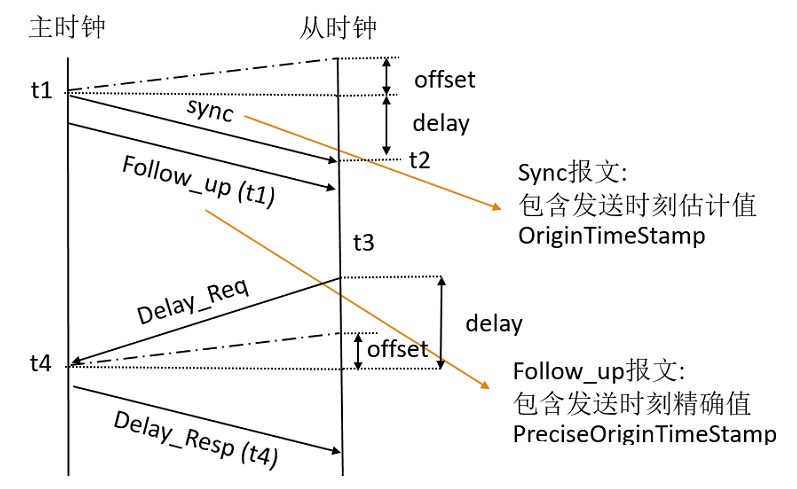 主时钟
从时钟
t1
offset
sync
delay
t2
Follow_up (t1)
Sync报文:
包含发送时刻估计值
OriginTimeStamp
t3
Delay_Req
delay
offset
t4
Follow_up报文:
包含发送时刻精确值
PreciseOriginTimeStamp
Delay_Resp (t4)